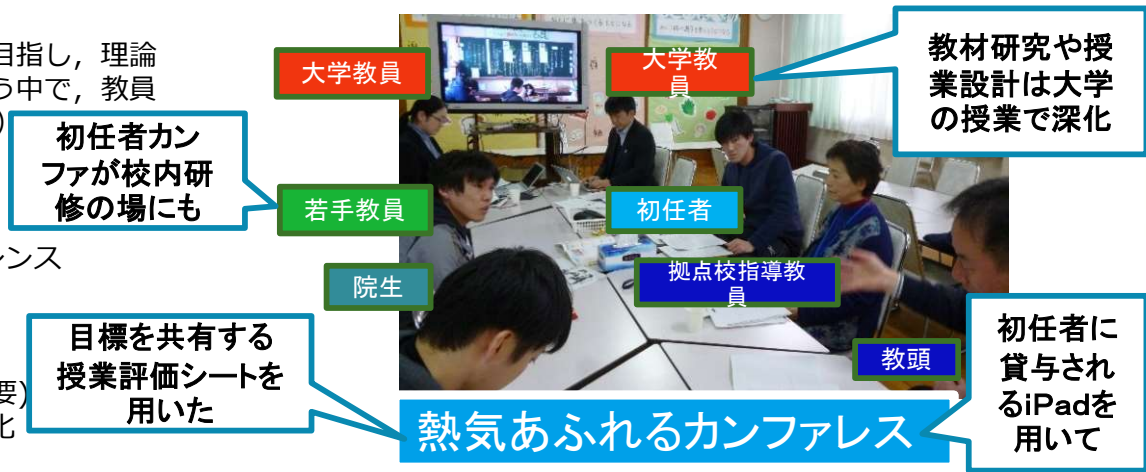 目指し，理論
う中で，教員
)
初任者カン
ファが校内研
修の場にも
レンス
目標を共有する
授業評価シートを
用いた
要)
化
大学教員
大学教
員
若手教員
初任者
院生
拠点校指導教
員
教頭
教材研究や授
業設計は大学
の授業で深化
初任者に
貸与され
るiPadを
用いて
熱気あふれるカンファレス